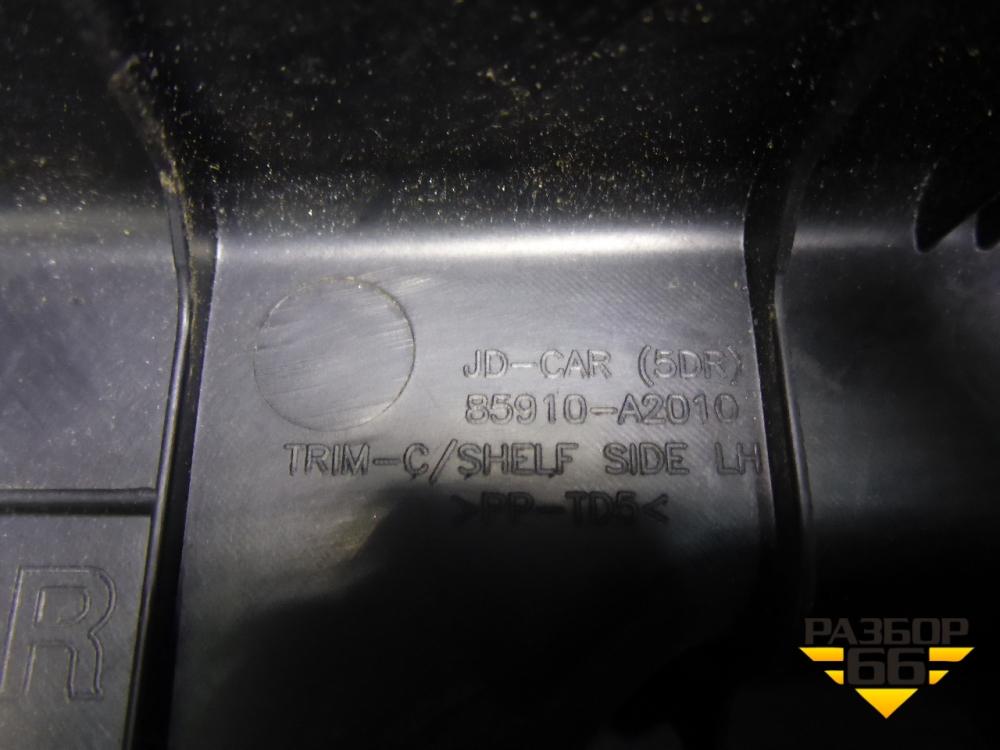 JD-CAR (5DR)
85910-A2010
TRIM-C/SHELF SIDE LH
>PP-TD5<
R
РАЗБОР
66